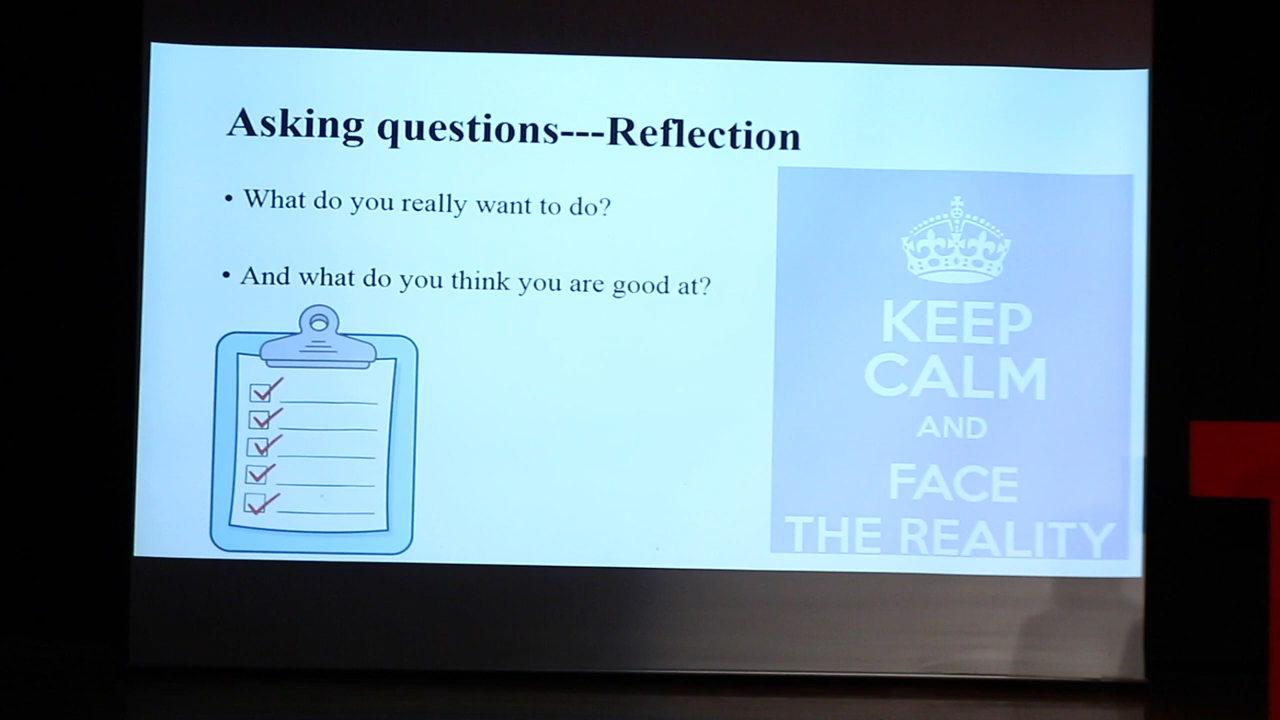 Asking questions---Reflection
• What do you really want to do?
• And what do you think you are good at?
KEEP
CALM
AND
FACE
THE REALITY
T